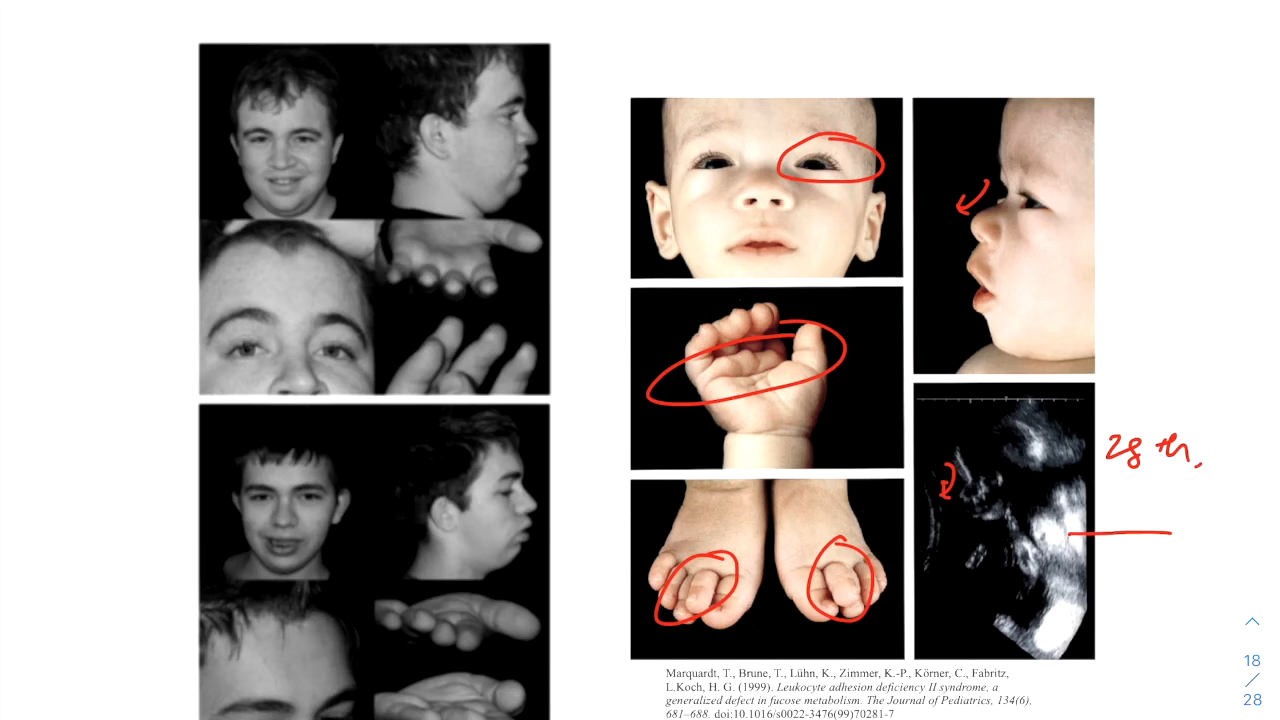 28 th.
18
/
28
Marquardt, T., Brune, T., Lühn, K., Zimmer, K.-P., Körner, C., Fabritz,
L.Koch, H. G. (1999). Leukocyte adhesion deficiency II syndrome, a
generalized defect in fucose metabolism. The Journal of Pediatrics, 134(6),
681–688. doi:10.1016/s0022-3476(99)70281-7